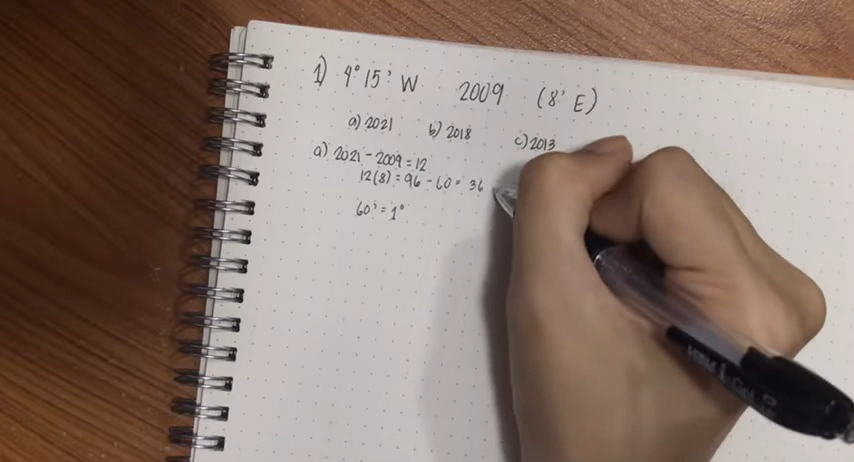 1) 4° 15' W 2009 (8' E)
a) 2021 b) 2018 c) 2013
a) 2021 - 2009 = 12
12(8) = 96 - 60 = 36
60' = 1°